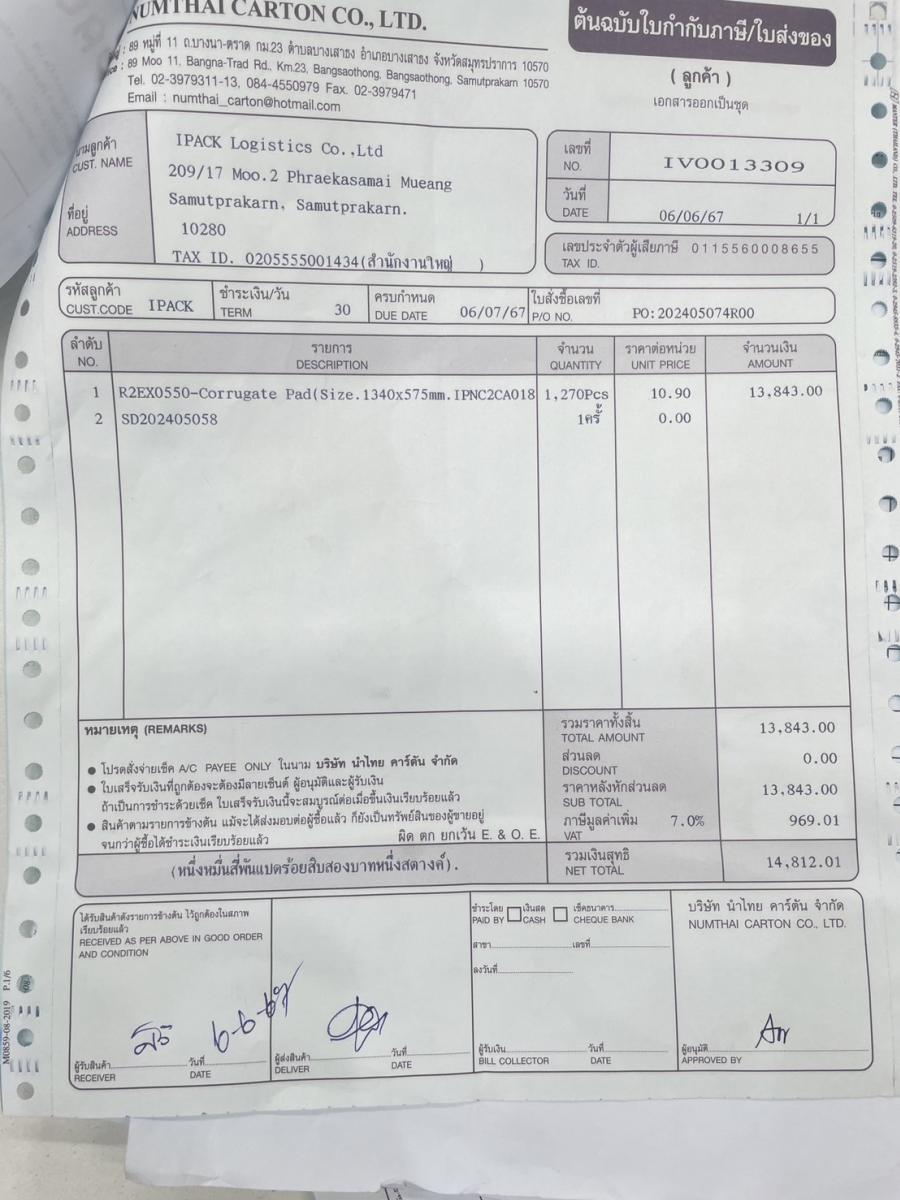 NUMTHAI CARTON CO., LTD.
ต้นฉบับใบกำกับภาษี/ใบส่งของ
: 89 หมู่ที่ 11 ถ.บางนา-ตราด กม.23 ตำบลบางเสาธง อำเภอบางเสาธง จังหวัดสมุทรปราการ 10570
: 89 Moo 11, Bangna-Trad Rd., Km.23, Bangsaothong, Bangsaothong, Samutprakarn 10570
Tel. 02-3979311-13, 084-4550979 Fax. 02-3979471
Email : numthai_carton@hotmail.com
( ลูกค้า )
เอกสารออกเป็นชุด
นามลูกค้า
CUST. NAME
IPACK Logistics Co.,Ltd
209/17 Moo.2 Phraekasamai Mueang
Samutprakarn, Samutprakarn.
ที่อยู่
ADDRESS
10280
TAX ID. 0205555001434(สำนักงานใหญ่ )
เลขที่
NO.
IV0013309
วันที่
DATE
06/06/67 1/1
เลขประจำตัวผู้เสียภาษี 0115560008655
TAX ID.
รหัสลูกค้า
CUST.CODE IPACK
ชำระเงิน/วัน
TERM 30
ครบกำหนด
DUE DATE 06/07/67
ใบสั่งซื้อเลขที่
P/O NO. PO:202405074R00
ลำดับ รายการ จำนวน ราคาต่อหน่วย จำนวนเงิน
NO. DESCRIPTION QUANTITY UNIT PRICE AMOUNT
1 R2EX0550-Corrugate Pad(Size.1340x575mm.IPNC2CA018 1,270Pcs 10.90 13,843.00
2 SD202405058 1ครั้ 0.00
หมายเหตุ (REMARKS)
● โปรดสั่งจ่ายเช็ค A/C PAYEE ONLY ในนาม บริษัท นำไทย คาร์ตัน จำกัด
● ใบเสร็จรับเงินที่ถูกต้องจะต้องมีลายเซ็นต์ ผู้อนุมัติและผู้รับเงิน
ถ้าเป็นการชำระด้วยเช็ค ใบเสร็จรับเงินนี้จะสมบูรณ์ต่อเมื่อขึ้นเงินเรียบร้อยแล้ว
● สินค้าตามรายการข้างต้น แม้จะได้ส่งมอบต่อผู้ซื้อแล้ว ก็ยังเป็นทรัพย์สินของผู้ขายอยู่
จนกว่าผู้ซื้อได้ชำระเงินเรียบร้อยแล้ว
ผิด ตก ยกเว้น E. & O. E.
รวมราคาทั้งสิ้น
TOTAL AMOUNT 13,843.00
ส่วนลด
DISCOUNT 0.00
ราคาหลังหักส่วนลด
SUB TOTAL 13,843.00
ภาษีมูลค่าเพิ่ม 7.0% 969.01
VAT
(หนึ่งหมื่นสี่พันแปดร้อยสิบสองบาทหนึ่งสตางค์).
รวมเงินสุทธิ
NET TOTAL 14,812.01
ได้รับสินค้าดังรายการข้างต้น ไว้ถูกต้องในสภาพ
เรียบร้อยแล้ว
RECEIVED AS PER ABOVE IN GOOD ORDER
AND CONDITION
6-6-67
ผู้รับสินค้า วันที่
RECEIVER DATE
ผู้ส่งสินค้า วันที่
DELIVER DATE
ชำระโดย เงินสด เช็คธนาคาร
PAID BY CASH CHEQUE BANK
สาขา เลขที่
ลงวันที่
ผู้รับเงิน วันที่
BILL COLLECTOR DATE
บริษัท นำไทย คาร์ตัน จำกัด
NUMTHAI CARTON CO., LTD.
ผู้อนุมัติ
APPROVED BY
M0859-08-2019 P.1/6